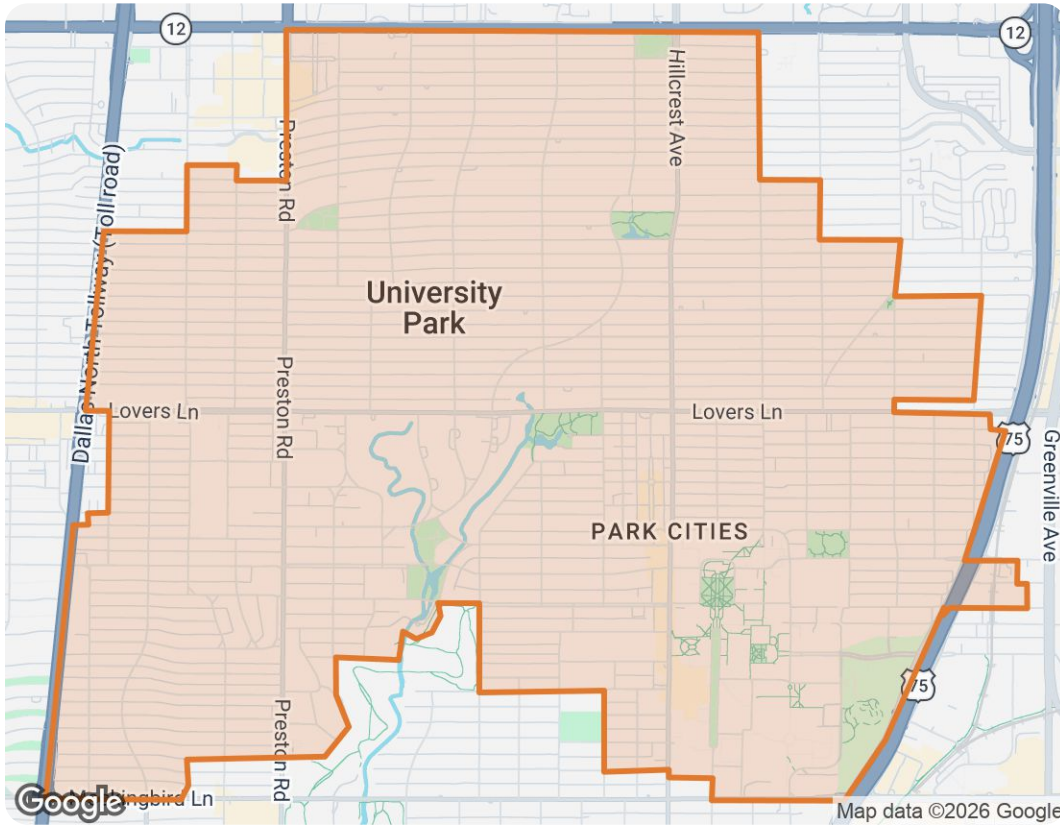 12
12
Hillcrest Ave
Preston Rd
Dallas North Tollway (Toll road)
University
Park
Preston Rd
Lovers Ln
Lovers Ln
75
Greenville Ave
PARK CITIES
75
Preston Rd
Google
Mockingbird Ln
Map data ©2026 Google